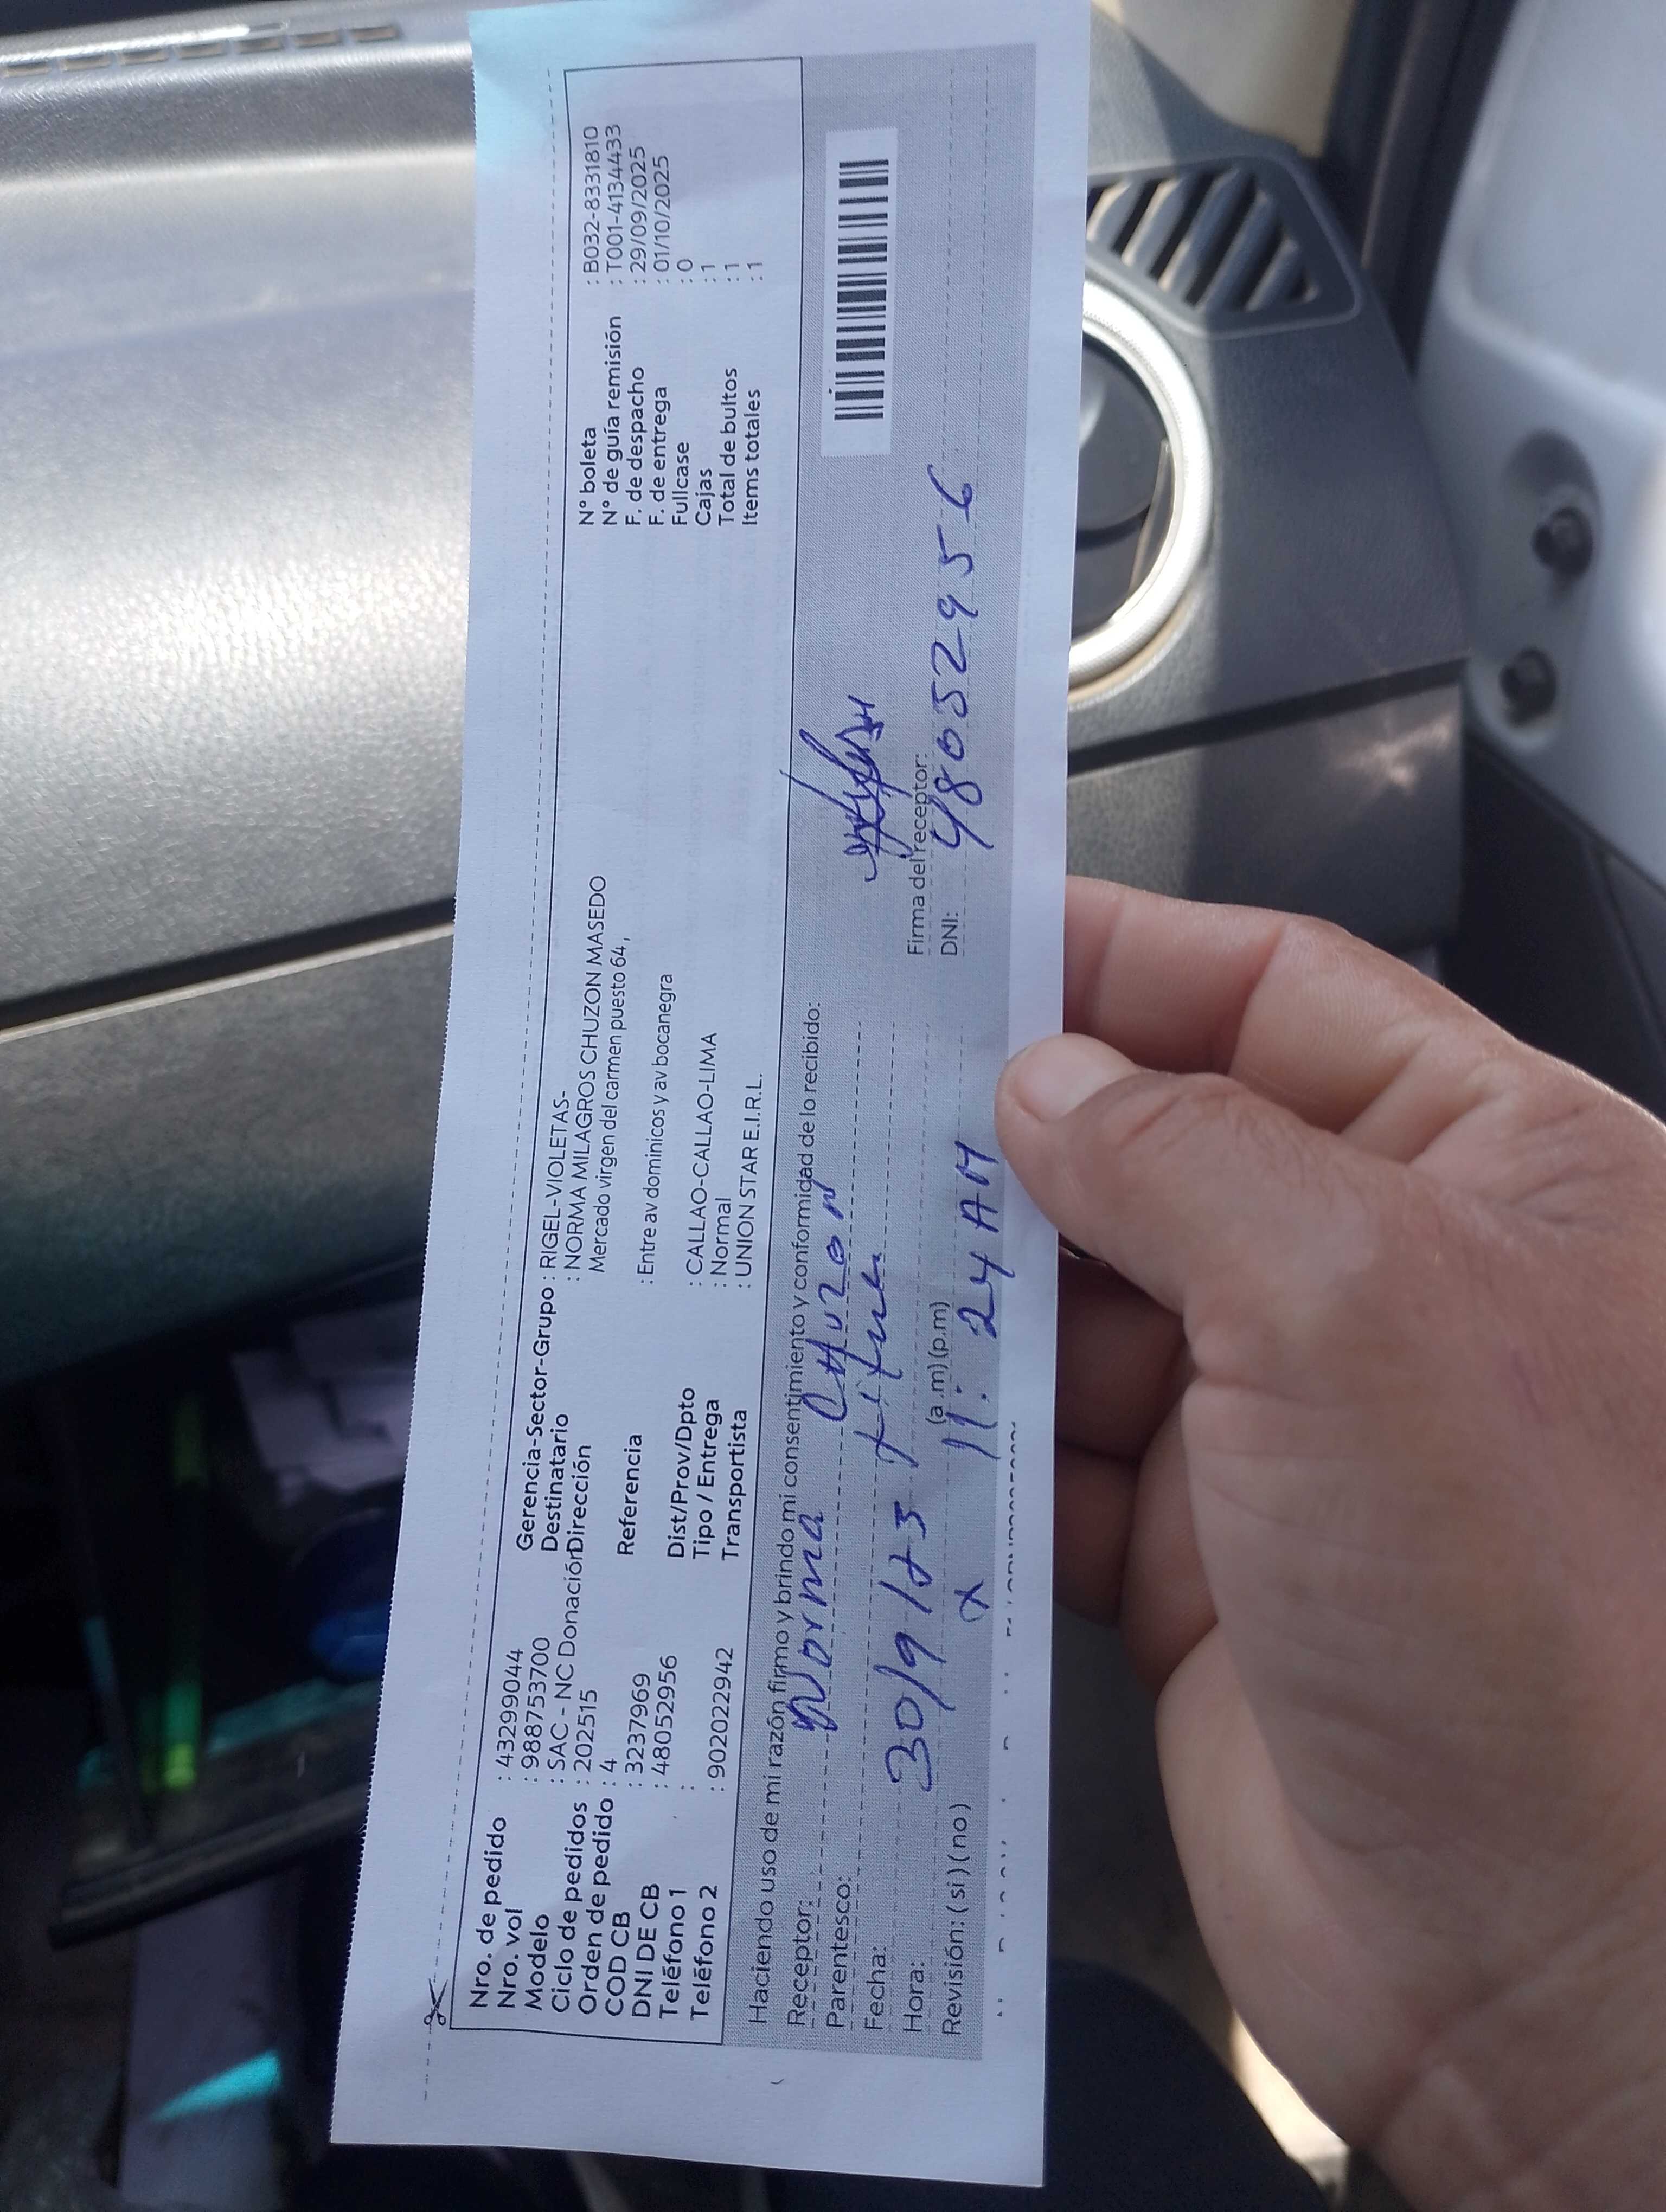 Nro. de pedido : 43299044
Nro. vol : 988753700
Modelo : SAC - NC Donación
Ciclo de pedidos : 202515
Orden de pedido : 4
COD CB : 3237969
DNI DE CB : 48052956
Teléfono 1 :
Teléfono 2 : 902022942
Gerencia-Sector-Grupo : RIGEL-VIOLETAS-
Destinatario : NORMA MILAGROS CHUZON MASEDO
Dirección Mercado virgen del carmen puesto 64 ,
Referencia : Entre av dominicos y av bocanegra
Dist/Prov/Dpto : CALLAO-CALLAO-LIMA
Tipo / Entrega : Normal
Transportista : UNION STAR E.I.R.L.
N° boleta : B032-8331810
N° de guía remisión : T001-4134433
F. de despacho : 29/09/2025
F. de entrega : 01/10/2025
Fullcase : 0
Cajas : 1
Total de bultos : 1
Items totales : 1
Haciendo uso de mi razón firmo y brindo mi consentimiento y conformidad de lo recibido:
Receptor: Norma Chuzon
Parentesco: Titular
Fecha: 30/9/25
Hora: (a .m) (p.m) 11: 24 AM
Revisión: ( si ) ( no ) x
Firma del receptor:
DNI: 48052956